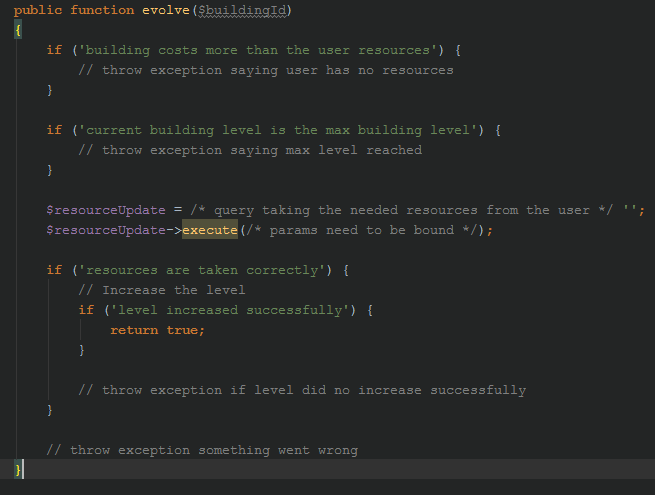 public function evolve($buildingId)
{
if ('building costs more than the user resources') {
// throw exception saying user has no resources
}
if ('current building level is the max building level') {
// throw exception saying max level reached
}
$resourceUpdate = /* query taking the needed resources from the user */ '';
$resourceUpdate->execute(/* params need to be bound */);
if ('resources are taken correctly') {
// Increase the level
if ('level increased successfully') {
return true;
}
// throw exception if level did no increase successfully
}
// throw exception something went wrong
}